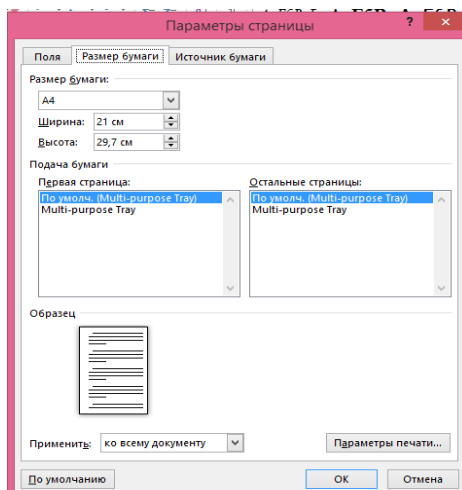 Параметры страницы ? ×
Поля Размер бумаги Источник бумаги
Размер бумаги:
A4
Ширина: 21 см
Высота: 29,7 см
Подача бумаги
Первая страница: Остальные страницы:
По умолч. (Multi-purpose Tray) По умолч. (Multi-purpose Tray)
Multi-purpose Tray Multi-purpose Tray
Образец
Применить: ко всему документу Параметры печати...
По умолчанию ОК Отмена